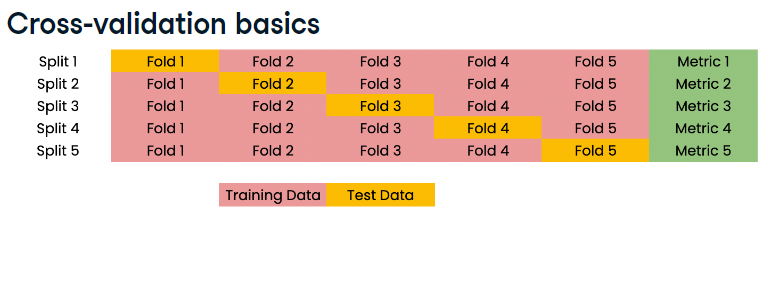 Cross-validation basics
Split 1 Fold 1 Fold 2 Fold 3 Fold 4 Fold 5 Metric 1
Split 2 Fold 1 Fold 2 Fold 3 Fold 4 Fold 5 Metric 2
Split 3 Fold 1 Fold 2 Fold 3 Fold 4 Fold 5 Metric 3
Split 4 Fold 1 Fold 2 Fold 3 Fold 4 Fold 5 Metric 4
Split 5 Fold 1 Fold 2 Fold 3 Fold 4 Fold 5 Metric 5
Training Data Test Data